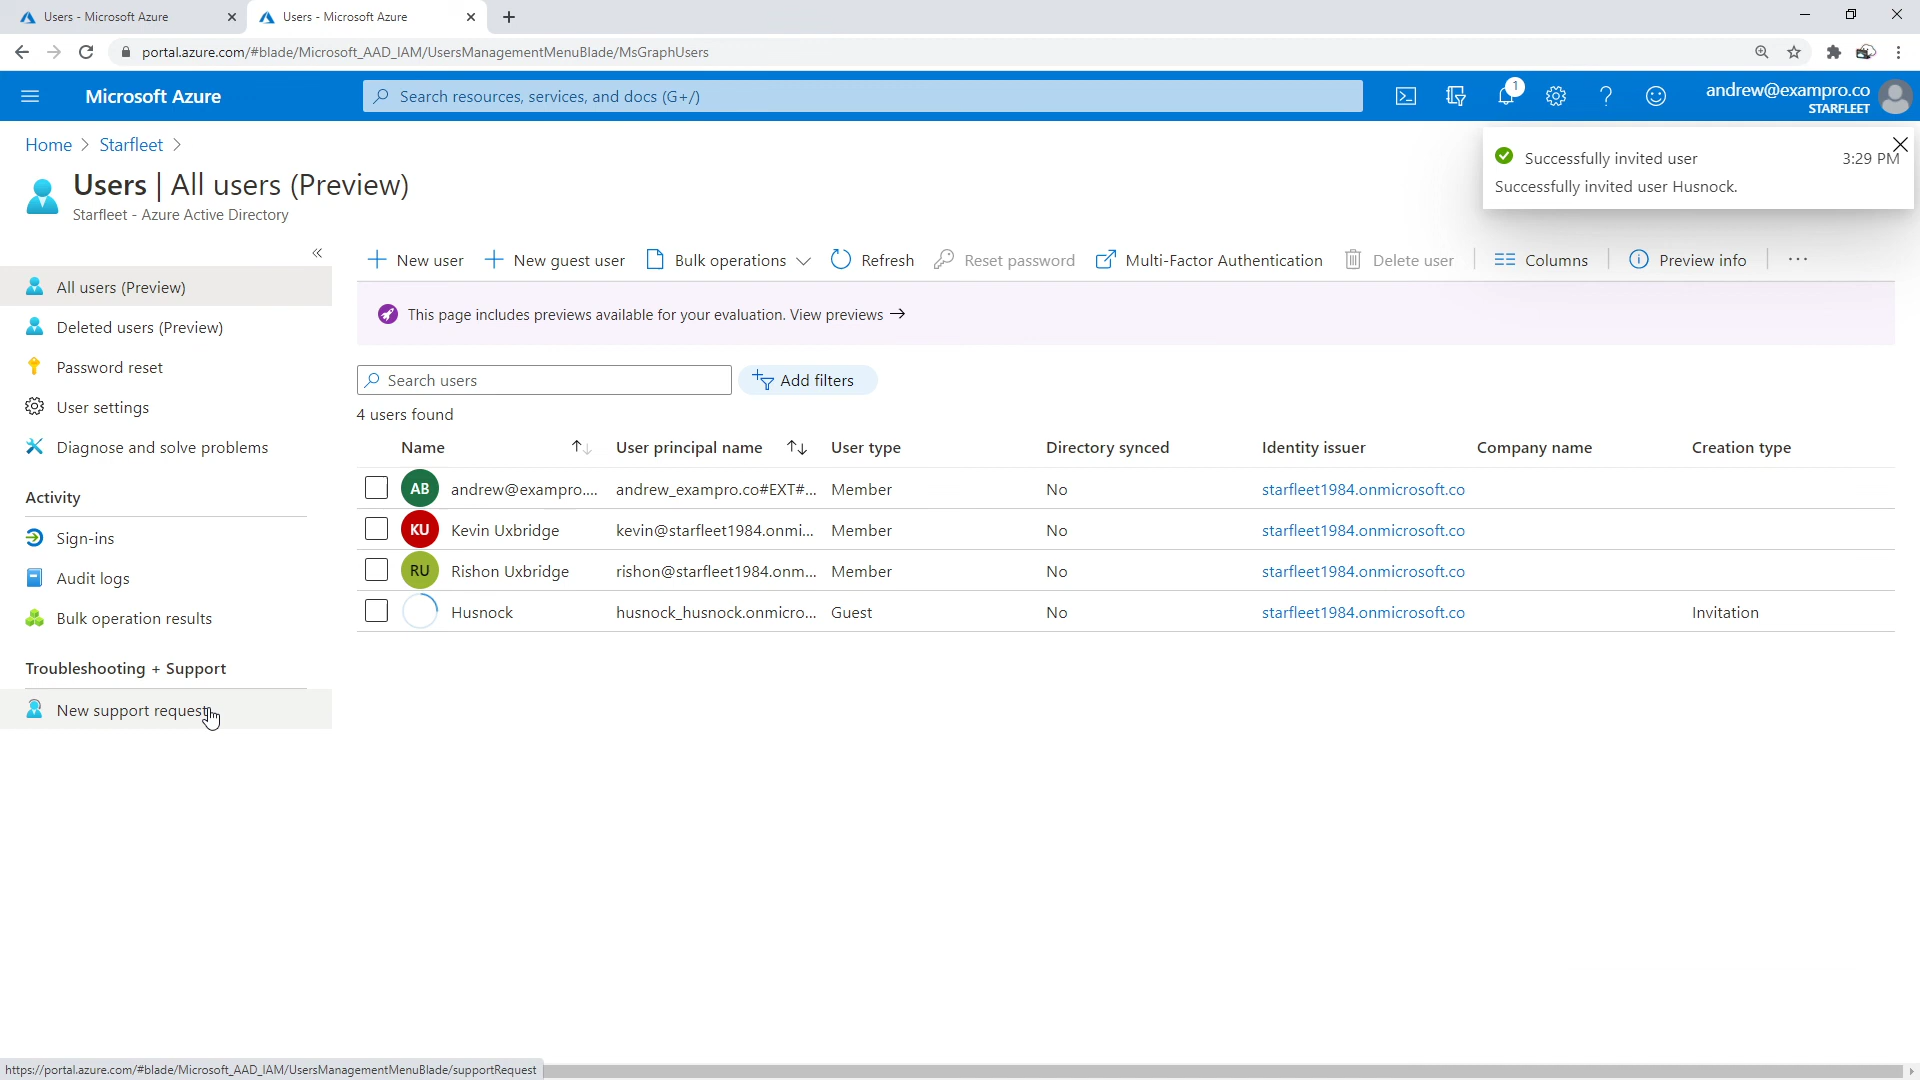 Users - Microsoft Azure
Users - Microsoft Azure
portal.azure.com/#blade/Microsoft_AAD_IAM/UsersManagementMenuBlade/MsGraphUsers
Microsoft Azure
Search resources, services, and docs (G+/)
1
andrew@exampro.co
STARFLEET
Home > Starfleet >
Users | All users (Preview)
Starfleet - Azure Active Directory
Successfully invited user 3:29 PM
Successfully invited user Husnock.
«
All users (Preview)
Deleted users (Preview)
Password reset
User settings
Diagnose and solve problems
Activity
Sign-ins
Audit logs
Bulk operation results
Troubleshooting + Support
New support request
New user New guest user Bulk operations Refresh Reset password Multi-Factor Authentication Delete user Columns Preview info ···
This page includes previews available for your evaluation. View previews →
Search users Add filters
4 users found
Name User principal name User type Directory synced Identity issuer Company name Creation type
AB andrew@exampro.... andrew_exampro.co#EXT#... Member No starfleet1984.onmicrosoft.co
KU Kevin Uxbridge kevin@starfleet1984.onmi... Member No starfleet1984.onmicrosoft.co
RU Rishon Uxbridge rishon@starfleet1984.onm... Member No starfleet1984.onmicrosoft.co
Husnock husnock_husnock.onmicro... Guest No starfleet1984.onmicrosoft.co Invitation
https://portal.azure.com/#blade/Microsoft_AAD_IAM/UsersManagementMenuBlade/supportRequest